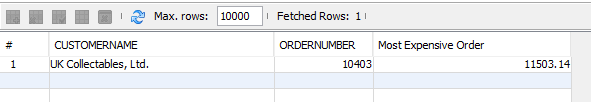 Max. rows: 10000 Fetched Rows: 1
# CUSTOMERNAME ORDERNUMBER Most Expensive Order
1 UK Collectables, Ltd. 10403 11503.14